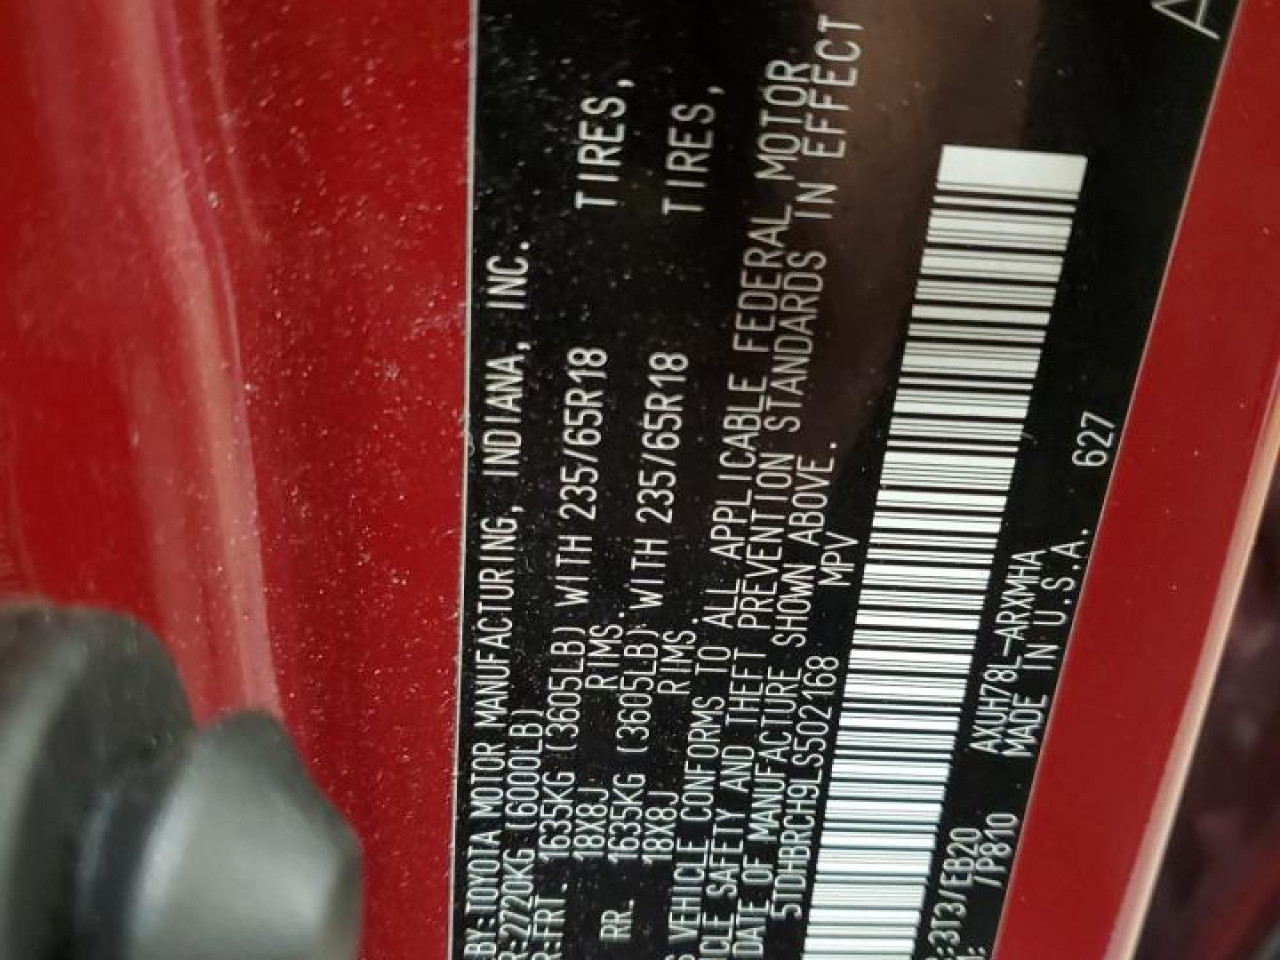 BY:TOYOTA MOTOR MANUFACTURING, INDIANA, INC.
R:2720KG (6000LB)
R:FRT 1635KG (3605LB) WITH 235/65R18 TIRES,
18X8J RIMS.
RR. 1635KG (3605LB) WITH 235/65R18 TIRES,
18X8J RIMS.
S VEHICLE CONFORMS TO ALL APPLICABLE FEDERAL MOTOR
ICLE SAFETY AND THEFT PREVENTION STANDARDS IN EFFECT
DATE OF MANUFACTURE SHOWN ABOVE.
5TDHBRCH9LS502168 MPV
R:3T3/EB20 AXUH78L-ARXMHA
/P810 MADE IN U.S.A. 627